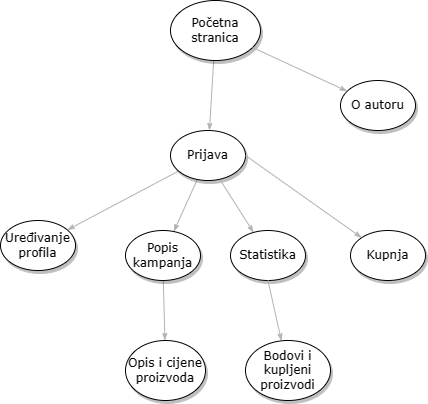 Početna
stranica
O autoru
Prijava
Uređivanje
profila
Popis
kampanja
Statistika
Kupnja
Opis i cijene
proizvoda
Bodovi i
kupljeni
proizvodi